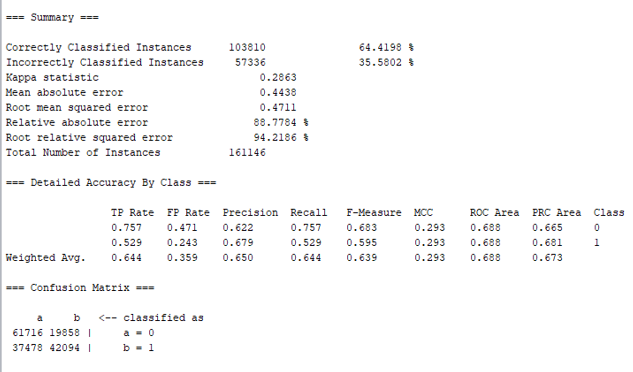 === Summary ===
Correctly Classified Instances 103810 64.4198 %
Incorrectly Classified Instances 57336 35.5802 %
Kappa statistic 0.2863
Mean absolute error 0.4438
Root mean squared error 0.4711
Relative absolute error 88.7784 %
Root relative squared error 94.2186 %
Total Number of Instances 161146
=== Detailed Accuracy By Class ===
TP Rate FP Rate Precision Recall F-Measure MCC ROC Area PRC Area Class
0.757 0.471 0.622 0.757 0.683 0.293 0.688 0.665 0
0.529 0.243 0.679 0.529 0.595 0.293 0.688 0.681 1
Weighted Avg. 0.644 0.359 0.650 0.644 0.639 0.293 0.688 0.673
=== Confusion Matrix ===
a b <-- classified as
61716 19858 | a = 0
37478 42094 | b = 1